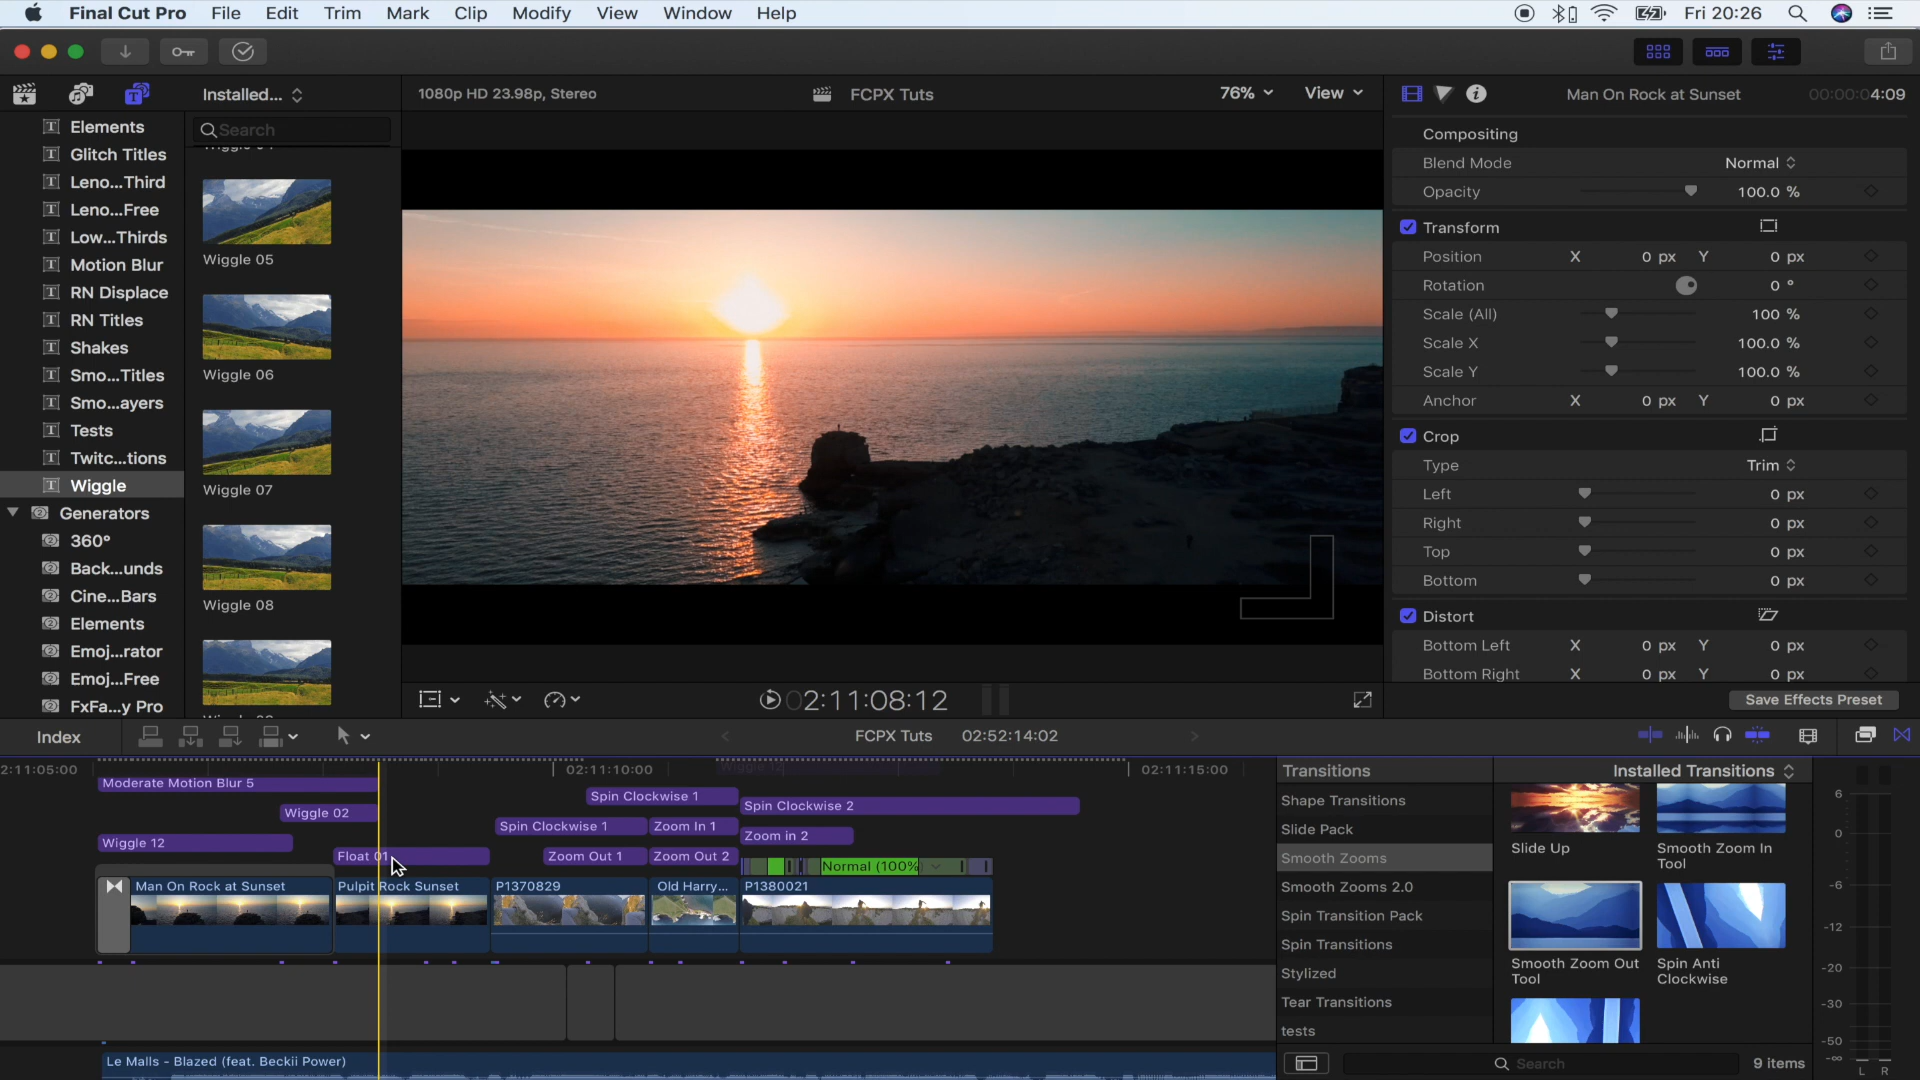 Final Cut Pro File Edit Trim Mark Clip Modify View Window Help Fri 20:26
Installed...
1080p HD 23.98p, Stereo
FCPX Tuts
76%
View
Man On Rock at Sunset
00:00:04:09
Elements
Glitch Titles
Leno...Third
Leno...Free
Low...Thirds
Motion Blur
RN Displace
RN Titles
Shakes
Smo...Titles
Smo...ayers
Tests
Twitc...tions
Wiggle
Generators
360°
Back...unds
Cine...Bars
Elements
Emoj...rator
Emoj...Free
FxFa...y Pro
Search
Wiggle 05
Wiggle 06
Wiggle 07
Wiggle 08
Compositing
Blend Mode Normal
Opacity 100.0 %
Transform
Position X 0 px Y 0 px
Rotation 0 °
Scale (All) 100 %
Scale X 100.0 %
Scale Y 100.0 %
Anchor X 0 px Y 0 px
Crop
Type Trim
Left 0 px
Right 0 px
Top 0 px
Bottom 0 px
Distort
Bottom Left X 0 px Y 0 px
Bottom Right X 0 px Y 0 px
Save Effects Preset
02:11:08:12
Index
FCPX Tuts 02:52:14:02
2:11:05:00 02:11:10:00 02:11:15:00
Moderate Motion Blur 5
Spin Clockwise 1
Spin Clockwise 2
Wiggle 02
Spin Clockwise 1
Zoom In 1
Zoom in 2
Wiggle 12
Float 01
Zoom Out 1
Zoom Out 2
Normal (100%
Man On Rock at Sunset
Pulpit Rock Sunset
P1370829
Old Harry...
P1380021
Le Malls - Blazed (feat. Beckii Power)
Transitions
Installed Transitions
Shape Transitions
Slide Pack
Smooth Zooms
Smooth Zooms 2.0
Spin Transition Pack
Spin Transitions
Stylized
Tear Transitions
tests
Slide Up
Smooth Zoom In
Tool
Smooth Zoom Out
Tool
Spin Anti
Clockwise
Search
9 items
6
0
-6
-12
-20
-30
-50
-∞
L R